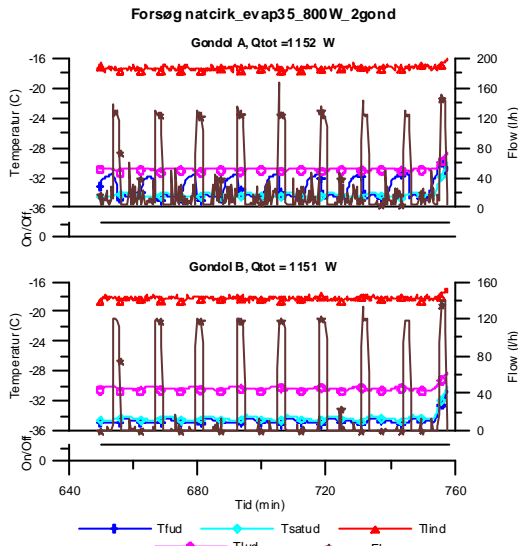 Forsøg natcirk_evap35_800W_2gond
Gondol A, Qtot =1152 W
-16
-20
-24
-28
-32
-36
Temperatur (C)
200
160
120
80
40
0
Flow (l/h)
On/Off
0
Gondol B, Qtot = 1151 W
-16
-20
-24
-28
-32
-36
Temperatur (C)
160
120
80
40
0
Flow (l/h)
On/Off
0
640
680
720
760
Tid (min)
Tfud
Tsatud
Tlind